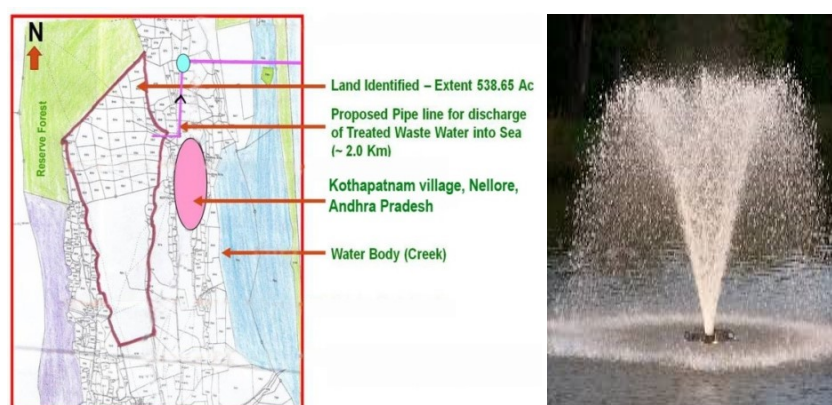 N
Reserve Forest
Land Identified – Extent 538.65 Ac
Proposed Pipe line for discharge
of Treated Waste Water into Sea
(~ 2.0 Km)
Kothapatnam village, Nellore,
Andhra Pradesh
Water Body (Creek)